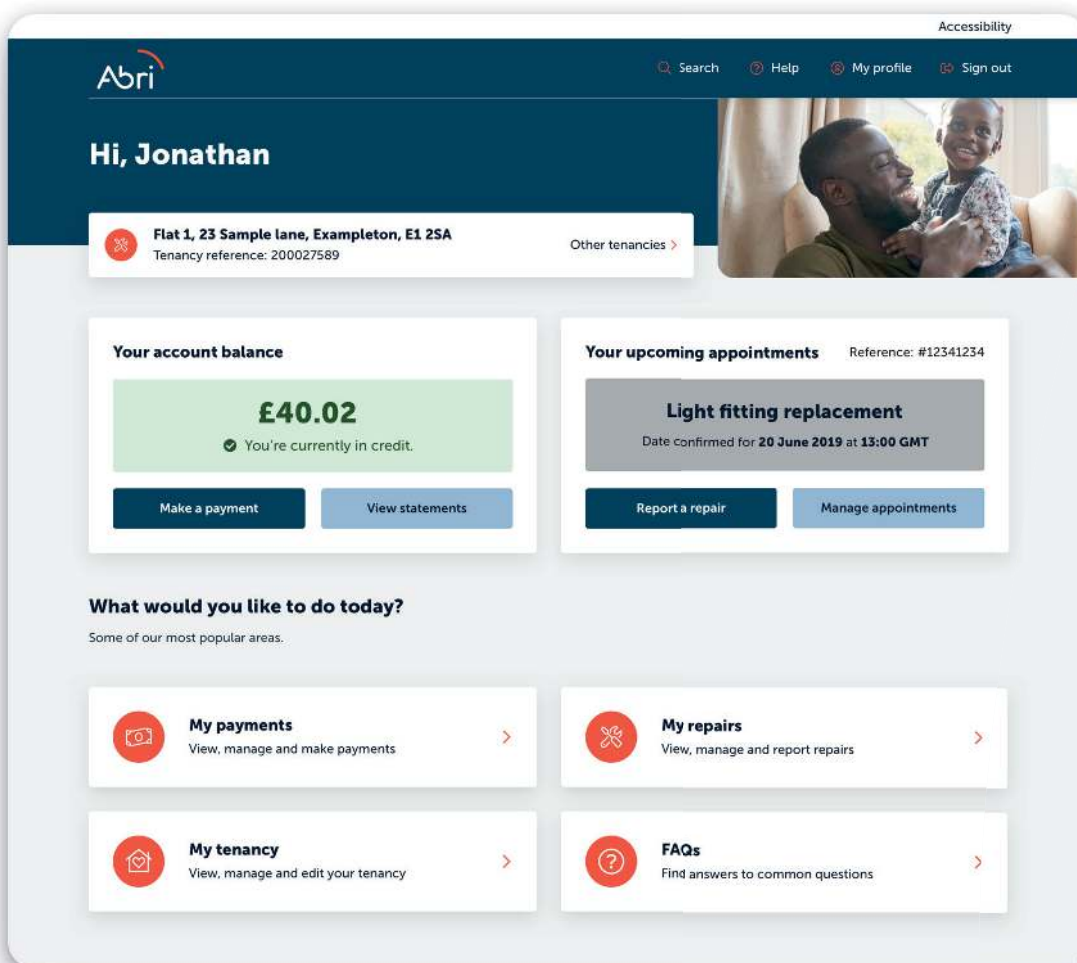 Accessibility
Abri
Search
Help
My profile
Sign out
Hi, Jonathan
Flat 1, 23 Sample lane, Exampleton, E1 2SA
Tenancy reference: 200027589
Other tenancies
Your account balance
£40.02
You're currently in credit.
Make a payment
View statements
Your upcoming appointments
Reference: #12341234
Light fitting replacement
Date confirmed for 20 June 2019 at 13:00 GMT
Report a repair
Manage appointments
What would you like to do today?
Some of our most popular areas.
My payments
View, manage and make payments
My repairs
View, manage and report repairs
My tenancy
View, manage and edit your tenancy
FAQs
Find answers to common questions